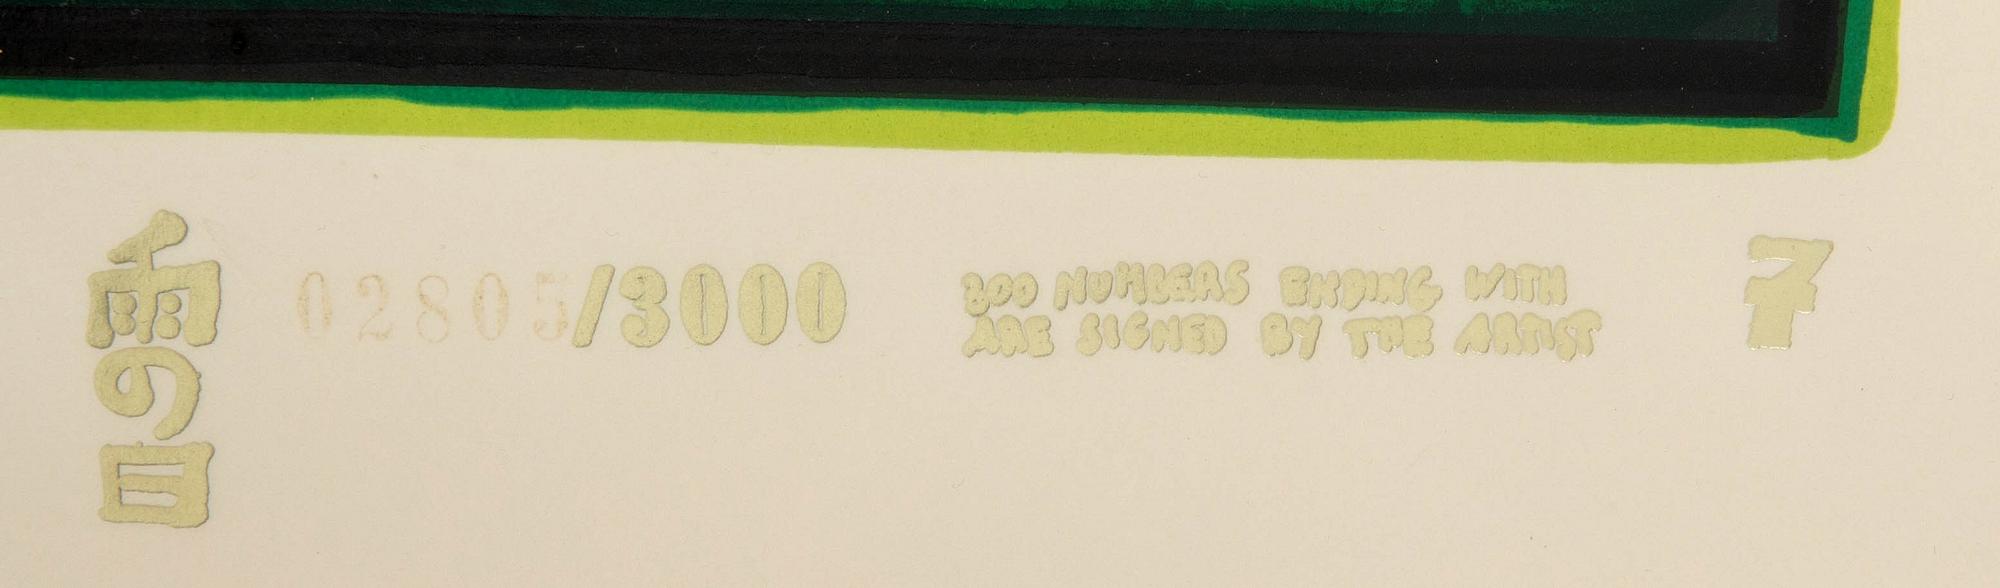 雨の日
02805/3000
300 NUMBERS ENDING WITH
ARE SIGNED BY THE ARTIST
7